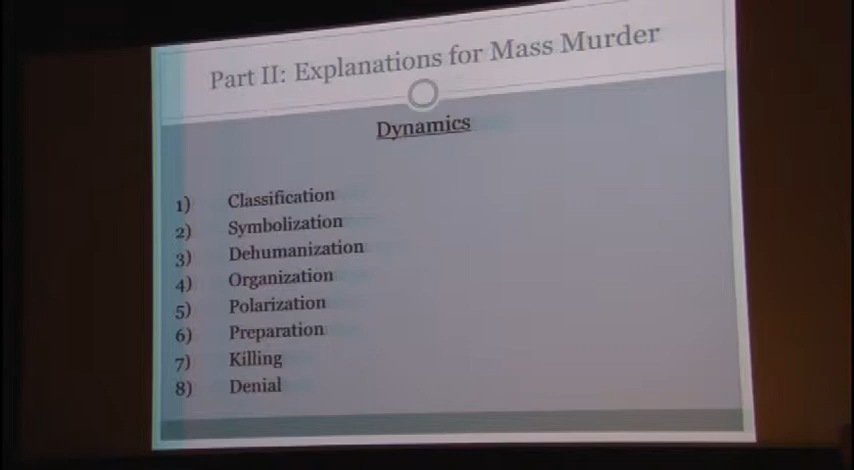 Part II: Explanations for Mass Murder
Dynamics
1) Classification
2) Symbolization
3) Dehumanization
4) Organization
5) Polarization
6) Preparation
7) Killing
8) Denial